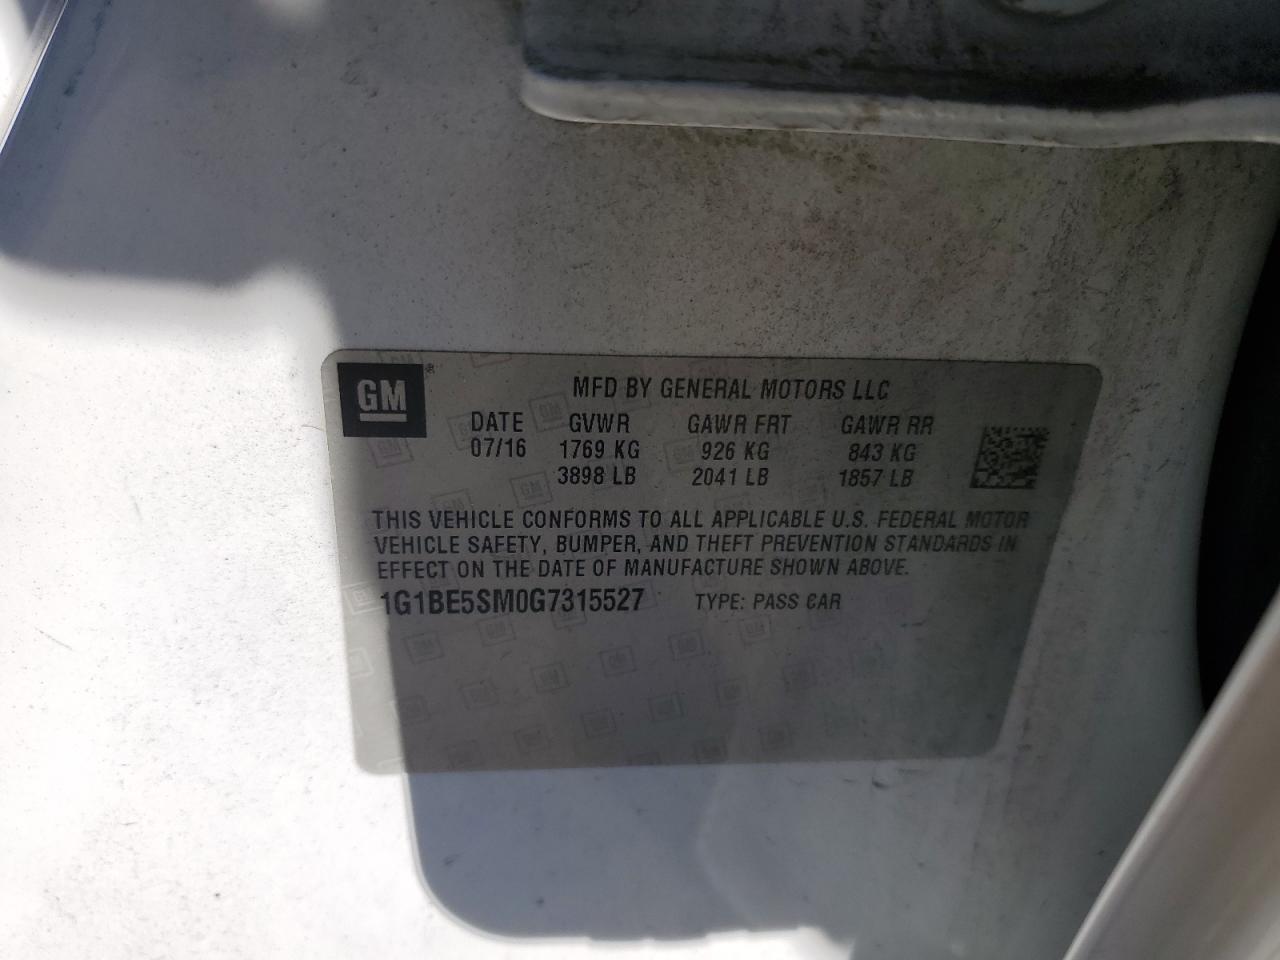 GM
MFD BY GENERAL MOTORS LLC
DATE GVWR GAWR FRT GAWR RR
07/16 1769 KG 926 KG 843 KG
3898 LB 2041 LB 1857 LB
THIS VEHICLE CONFORMS TO ALL APPLICABLE U.S. FEDERAL MOTOR
VEHICLE SAFETY, BUMPER, AND THEFT PREVENTION STANDARDS IN
EFFECT ON THE DATE OF MANUFACTURE SHOWN ABOVE.
1G1BE5SM0G7315527 TYPE: PASS CAR